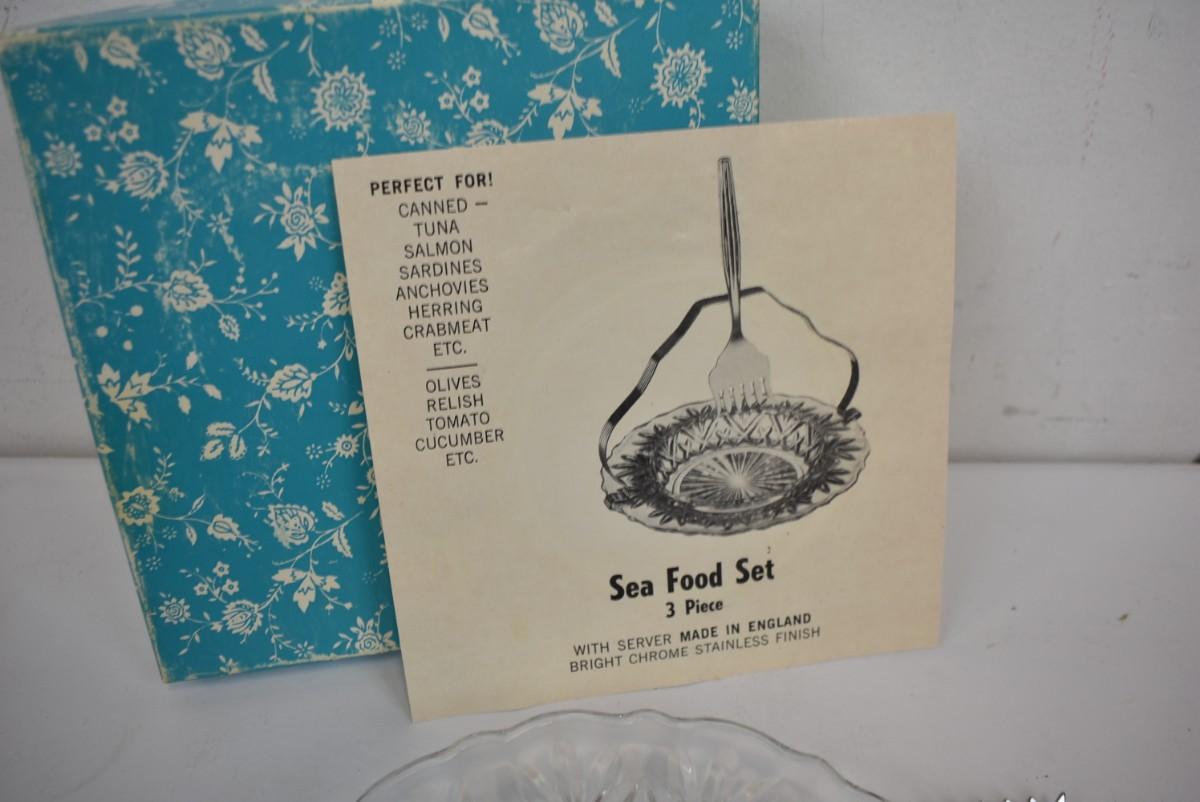 PERFECT FOR!
CANNED —
TUNA
SALMON
SARDINES
ANCHOVIES
HERRING
CRABMEAT
ETC.
OLIVES
RELISH
TOMATO
CUCUMBER
ETC.
Sea Food Set
3 Piece
WITH SERVER MADE IN ENGLAND
BRIGHT CHROME STAINLESS FINISH